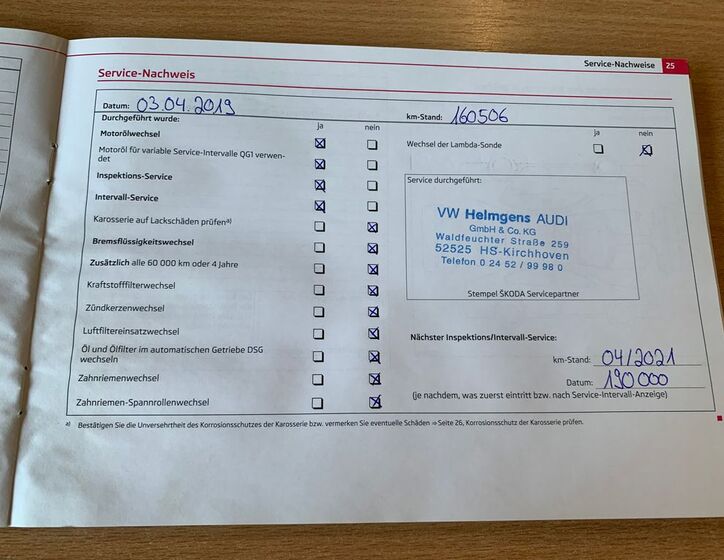 Service-Nachweise 25
Service-Nachweis
Datum: 03.04.2019
km-Stand: 160506
Durchgeführt wurde:
ja nein
ja nein
Motorölwechsel
Wechsel der Lambda-Sonde
Motoröl für variable Service-Intervalle QG1 verwen-
det
Inspektions-Service
Intervall-Service
Karosserie auf Lackschäden prüfen a)
Bremsflüssigkeitswechsel
Zusätzlich alle 60 000 km oder 4 Jahre
Kraftstofffilterwechsel
Zündkerzenwechsel
Luftfiltereinsatzwechsel
Öl und Ölfilter im automatischen Getriebe DSG
wechseln
Zahnriemenwechsel
Zahnriemen-Spannrollenwechsel
Service durchgeführt:
VW Helmgens AUDI
GmbH & Co. KG
Waldfeuchter Straße 259
52525 HS-Kirchhoven
Telefon 0 24 52 / 99 98 0
Stempel ŠKODA Servicepartner
Nächster Inspektions/Intervall-Service:
km-Stand: 04/2021
Datum: 190 000
(je nachdem, was zuerst eintritt bzw. nach Service-Intervall-Anzeige)
a) Bestätigen Sie die Unversehrtheit des Korrosionsschutzes der Karosserie bzw. vermerken Sie eventuelle Schäden ⇒ Seite 26, Korrosionsschutz der Karosserie prüfen.